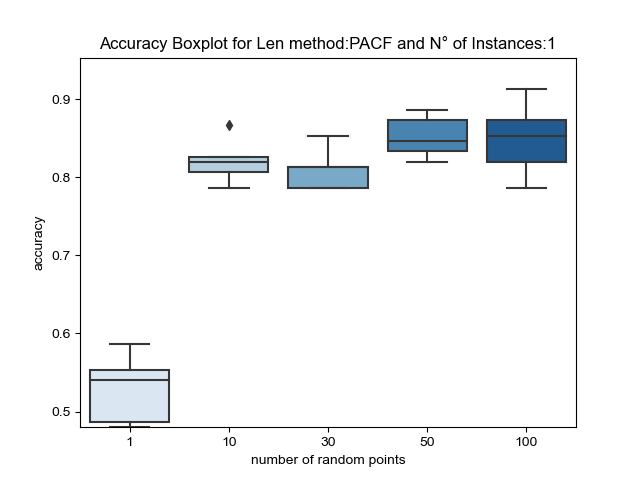 Accuracy Boxplot for Len method:PACF and N° of Instances:1
0.9
0.8
0.7
0.6
0.5
accuracy
1 10 30 50 100
number of random points